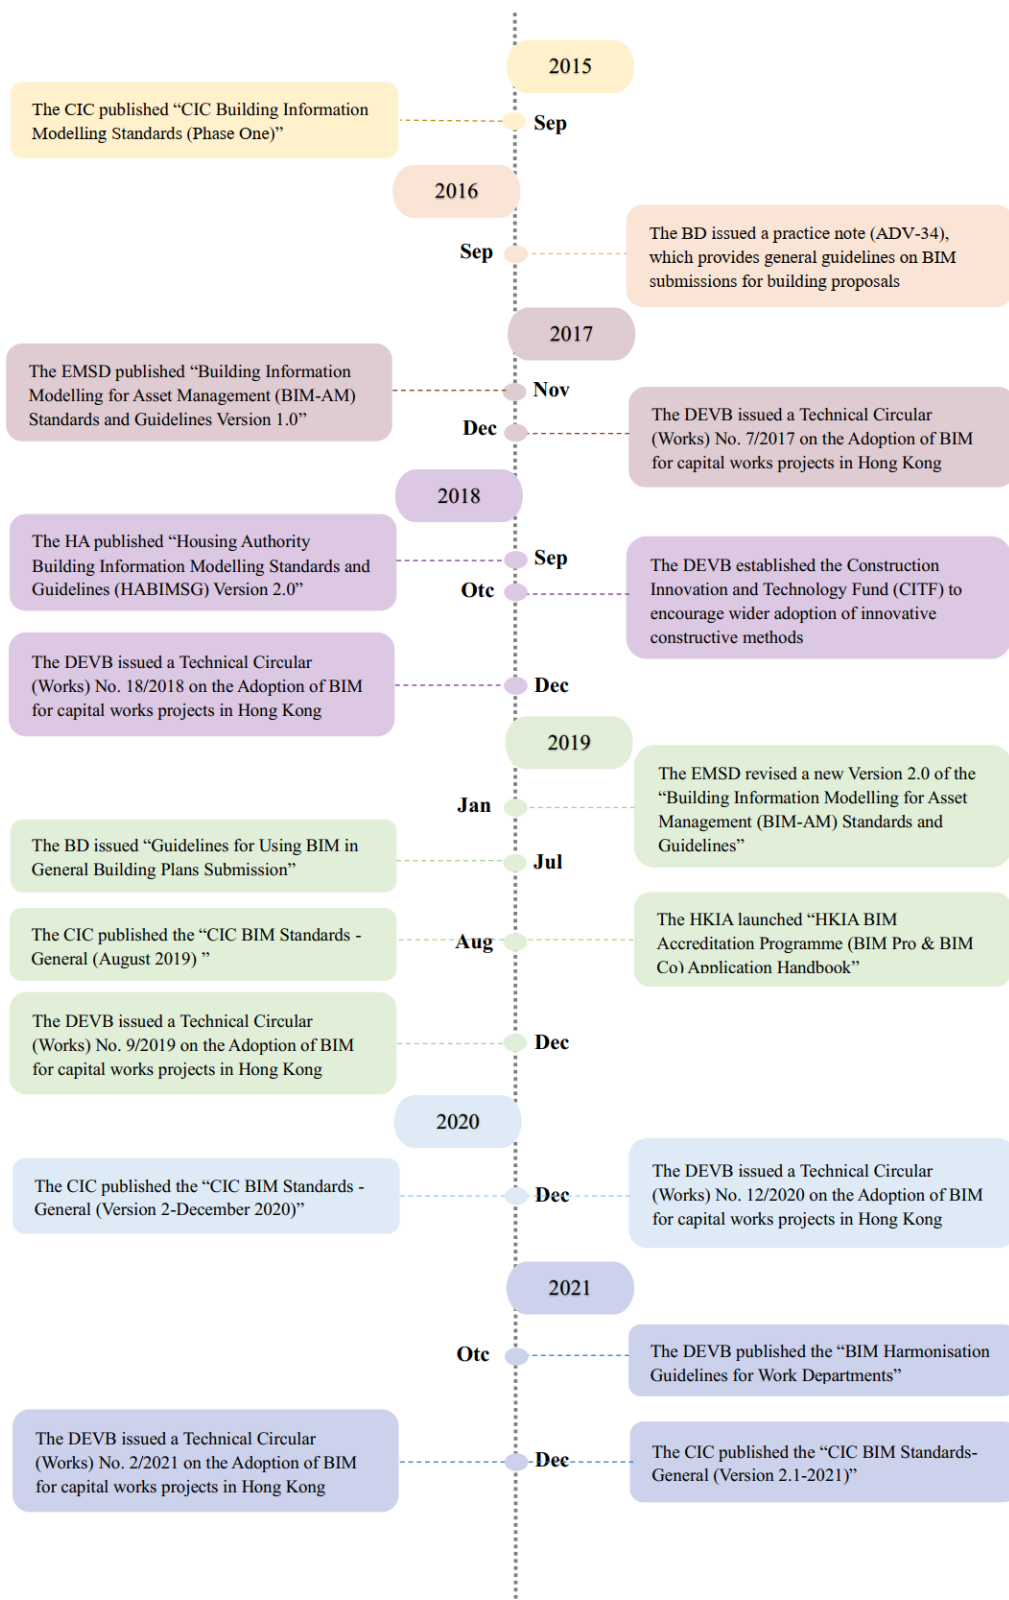 2015
The CIC published “CIC Building Information
Modelling Standards (Phase One)”
Sep
2016
Sep
The BD issued a practice note (ADV-34),
which provides general guidelines on BIM
submissions for building proposals
2017
The EMSD published “Building Information
Modelling for Asset Management (BIM-AM)
Standards and Guidelines Version 1.0”
Nov
Dec
The DEVB issued a Technical Circular
(Works) No. 7/2017 on the Adoption of BIM
for capital works projects in Hong Kong
2018
The HA published “Housing Authority
Building Information Modelling Standards and
Guidelines (HABIMSG) Version 2.0”
Sep
Otc
The DEVB established the Construction
Innovation and Technology Fund (CITF) to
encourage wider adoption of innovative
constructive methods
The DEVB issued a Technical Circular
(Works) No. 18/2018 on the Adoption of BIM
for capital works projects in Hong Kong
Dec
2019
Jan
The EMSD revised a new Version 2.0 of the
“Building Information Modelling for Asset
Management (BIM-AM) Standards and
Guidelines”
The BD issued “Guidelines for Using BIM in
General Building Plans Submission”
Jul
The CIC published the “CIC BIM Standards -
General (August 2019) ”
Aug
The HKIA launched “HKIA BIM
Accreditation Programme (BIM Pro & BIM
Co) Application Handbook”
The DEVB issued a Technical Circular
(Works) No. 9/2019 on the Adoption of BIM
for capital works projects in Hong Kong
Dec
2020
The CIC published the “CIC BIM Standards -
General (Version 2-December 2020)”
Dec
The DEVB issued a Technical Circular
(Works) No. 12/2020 on the Adoption of BIM
for capital works projects in Hong Kong
2021
Otc
The DEVB published the “BIM Harmonisation
Guidelines for Work Departments”
The DEVB issued a Technical Circular
(Works) No. 2/2021 on the Adoption of BIM
for capital works projects in Hong Kong
Dec
The CIC published the “CIC BIM Standards-
General (Version 2.1-2021)”